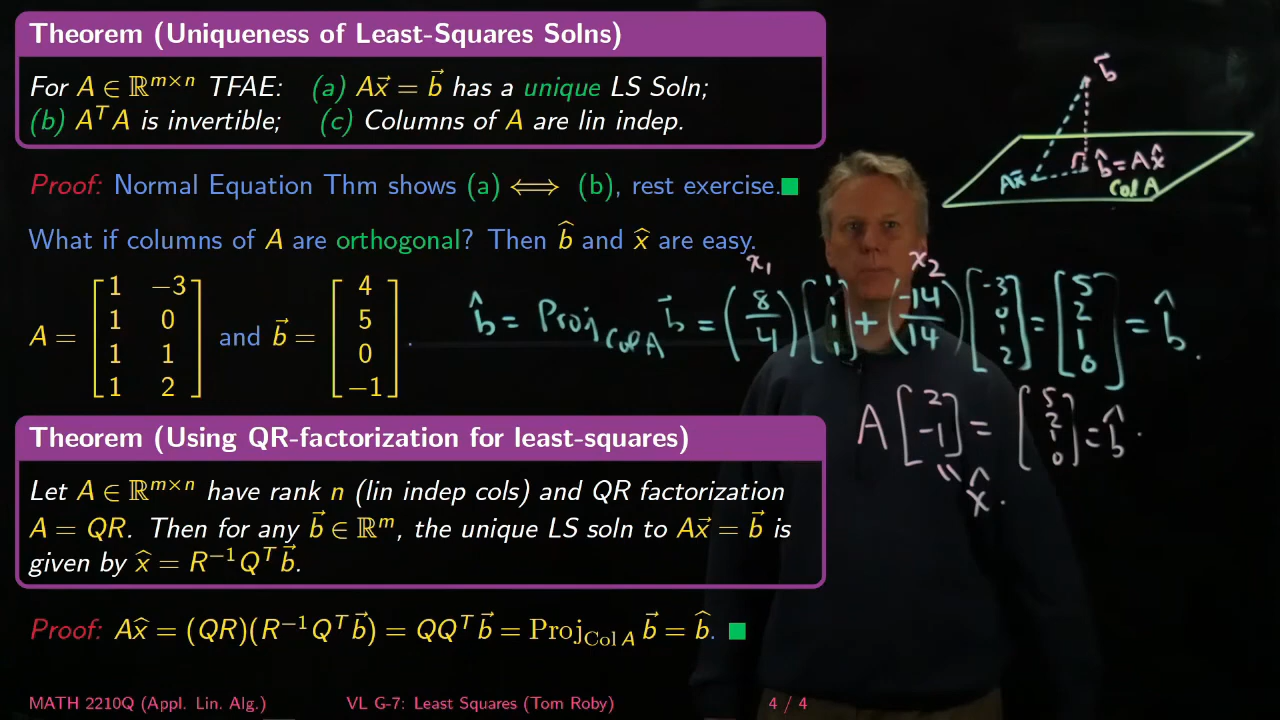 Theorem (Uniqueness of Least-Squares Solns)
For A ∈ ℝ^{m×n} TFAE: (a) Ax⃗ = b⃗ has a unique LS Soln;
(b) AᵀA is invertible; (c) Columns of A are lin indep.
Proof: Normal Equation Thm shows (a) ⟺ (b), rest exercise. ■
What if columns of A are orthogonal? Then b̂ and x̂ are easy.
A = [1 −3; 1 0; 1 1; 1 2] and b⃗ = [4; 5; 0; −1].
Theorem (Using QR-factorization for least-squares)
Let A ∈ ℝ^{m×n} have rank n (lin indep cols) and QR factorization
A = QR. Then for any b⃗ ∈ ℝ^m, the unique LS soln to Ax⃗ = b⃗ is
given by x̂ = R⁻¹Qᵀb⃗.
Proof: Ax̂ = (QR)(R⁻¹Qᵀb⃗) = QQᵀb⃗ = Proj_{Col A} b⃗ = b̂. ■
b⃗
Ax⃗
b̂ = Ax̂
Col A
x₁ x₂
b̂ = Proj_{Col A} b⃗ = (8/4)[1; 1; 1; 1] + (-14/14)[-3; 0; 1; 2] = [5; 2; 1; 0] = b̂.
A[2; -1] = [5; 2; 1; 0] = b̂.
" x̂.
MATH 2210Q (Appl. Lin. Alg.) VL G-7: Least Squares (Tom Roby) 4 / 4